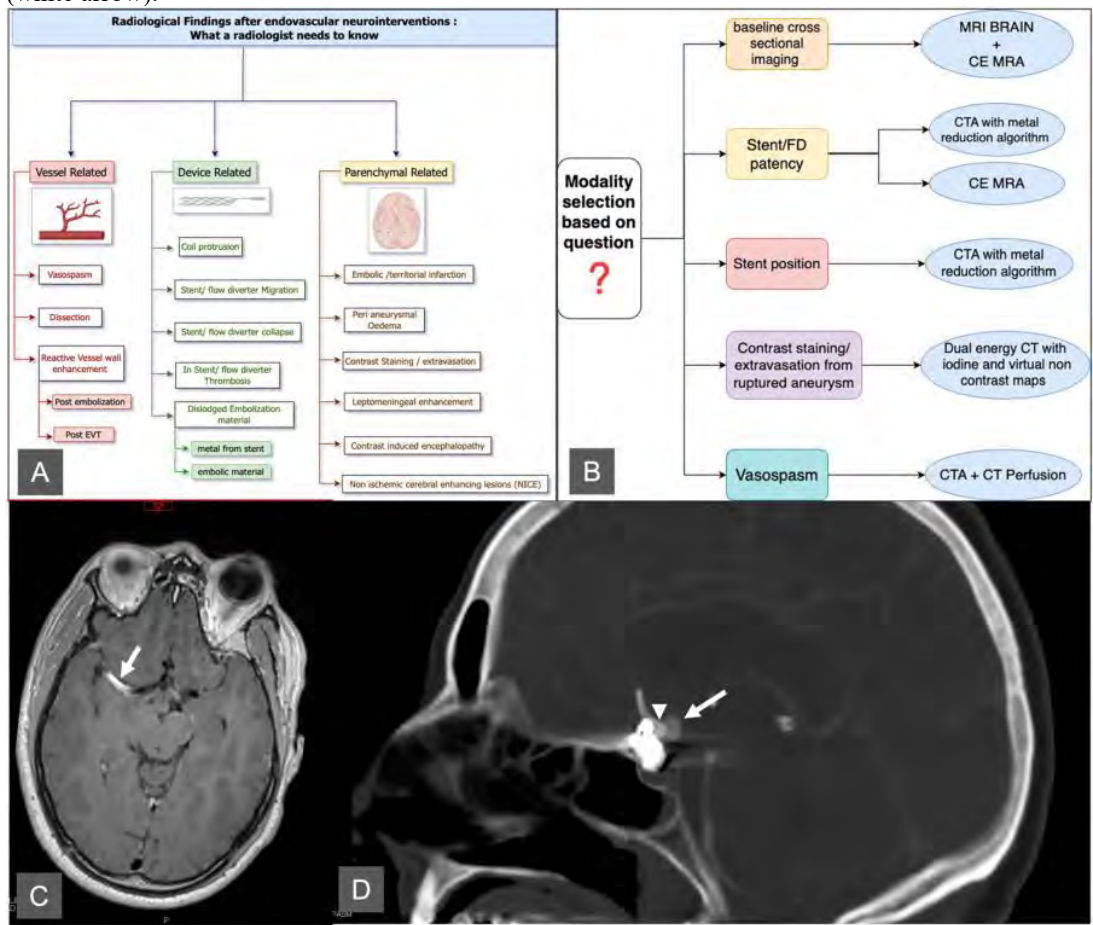 (white arrow).
Radiological Findings after endovascular neurointerventions :
What a radiologist needs to know
Vessel Related
Vasospasm
Dissection
Reactive Vessel wall
enhancement
Post embolization
Post EVT
Device Related
Coil protrusion
Stent/ flow diverter Migration
Stent/ flow diverter collapse
In Stent/ flow diverter
Thrombosis
Dislodged Embolization
material
metal from stent
embolic material
Parenchymal Related
Embolic /territorial infarction
Peri aneurysmal
Oedema
Contrast Staining / extravasation
Leptomeningeal enhancement
Contrast induced encephalopathy
Non ischemic cerebral enhancing lesions (NICE)
A
Modality
selection
based on
question
?
baseline cross
sectional
imaging
MRI BRAIN
+
CE MRA
Stent/FD
patency
CTA with metal
reduction algorithm
CE MRA
Stent position
CTA with metal
reduction algorithm
Contrast staining/
extravasation from
ruptured aneurysm
Dual energy CT with
iodine and virtual non
contrast maps
Vasospasm
CTA + CT Perfusion
B
C
P
D